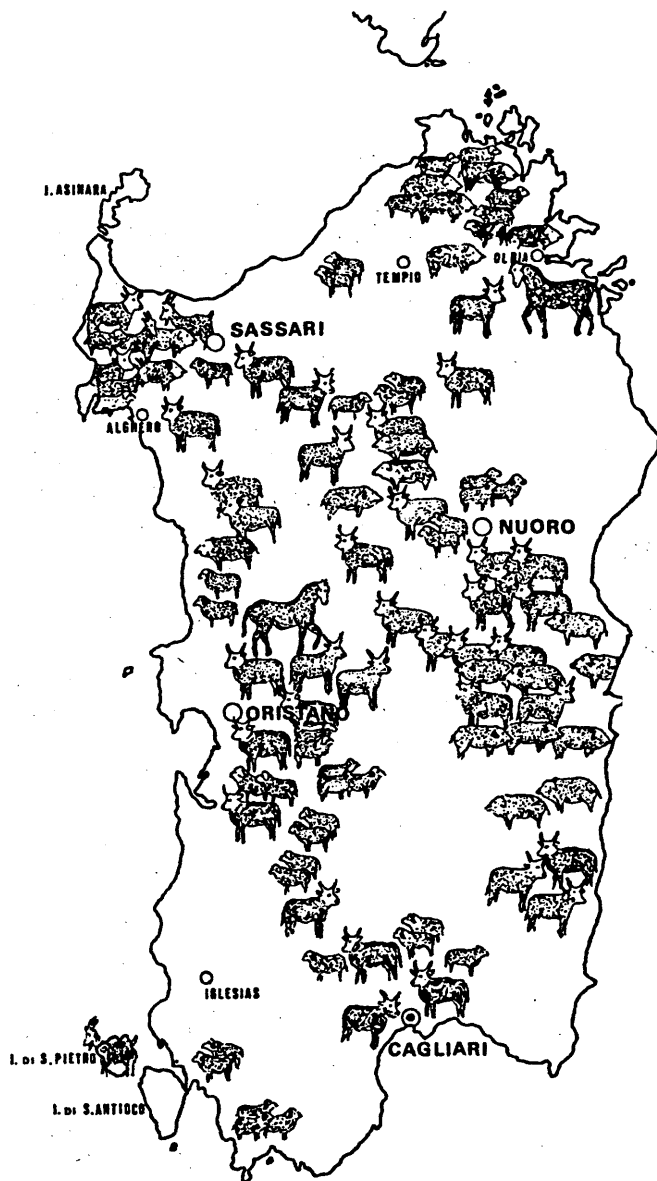 I. ASINARA
TEMPIO
OLBIA
SASSARI
ALGHERO
NUORO
ORISTANO
IGLESIAS
CAGLIARI
I. DI S. PIETRO
I. DI S. ANTIOCO